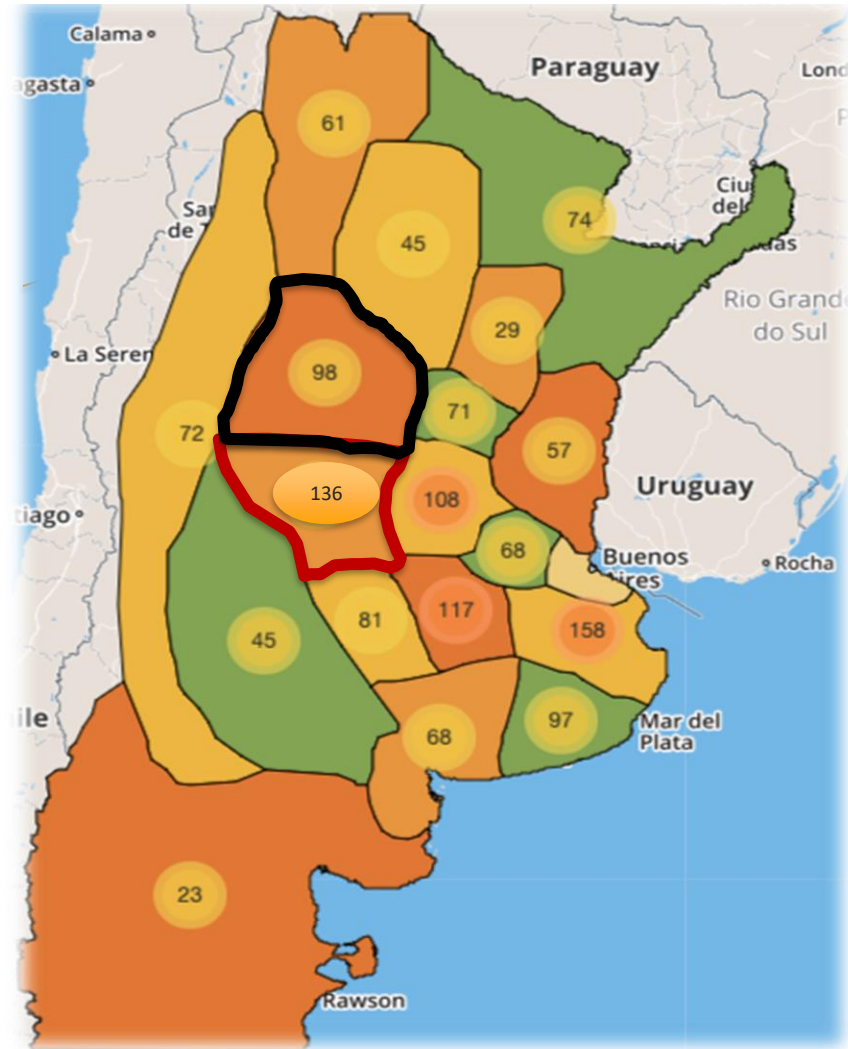 Calama
agasta
Paraguay
Lond
61
Ciu
del
San
de T
74
45
das
Rio Grande
do Sul
29
La Seren
98
71
72
57
136
108
Uruguay
tiago
68
Buenos
Aires
Rocha
81
117
158
45
97
68
ile
Mar del
Plata
23
Rawson